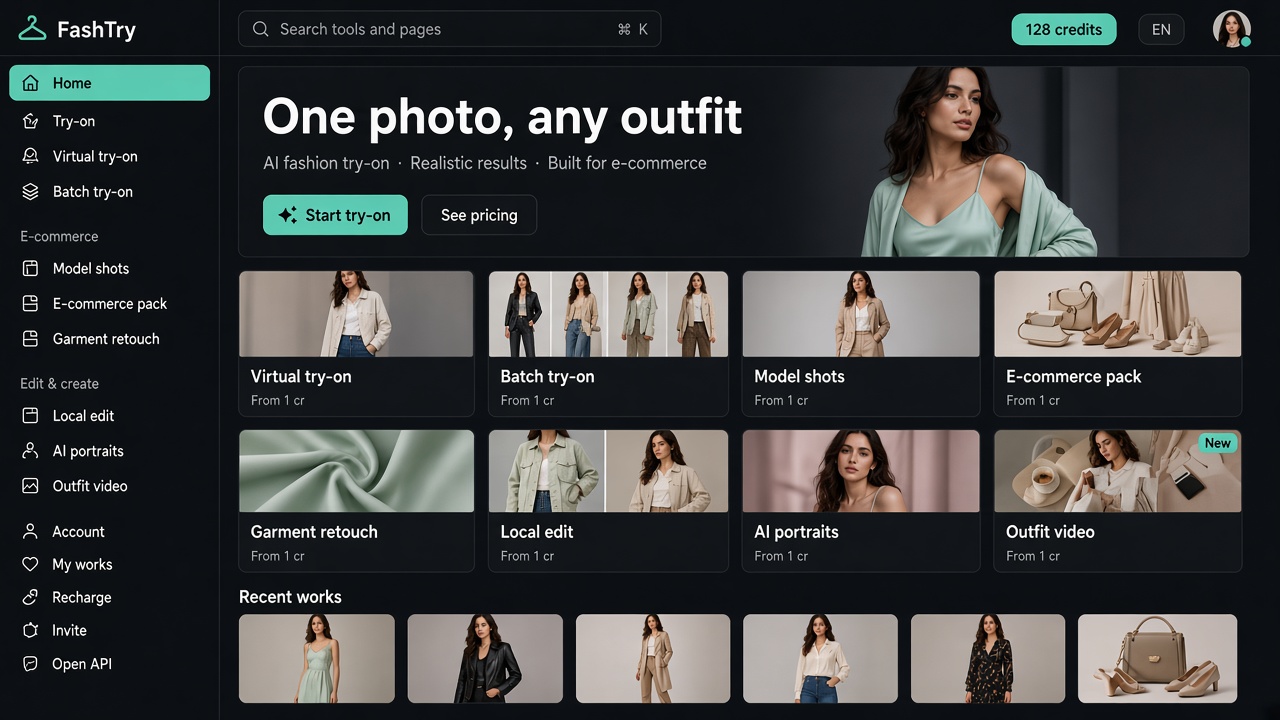 FashTry
Search tools and pages
⌘ K
128 credits
EN
Home
Try-on
Virtual try-on
Batch try-on
E-commerce
Model shots
E-commerce pack
Garment retouch
Edit & create
Local edit
AI portraits
Outfit video
Account
My works
Recharge
Invite
Open API
One photo, any outfit
AI fashion try-on · Realistic results · Built for e-commerce
Start try-on
See pricing
Virtual try-on
From 1 cr
Batch try-on
From 1 cr
Model shots
From 1 cr
E-commerce pack
From 1 cr
Garment retouch
From 1 cr
Local edit
From 1 cr
AI portraits
From 1 cr
New
Outfit video
From 1 cr
Recent works